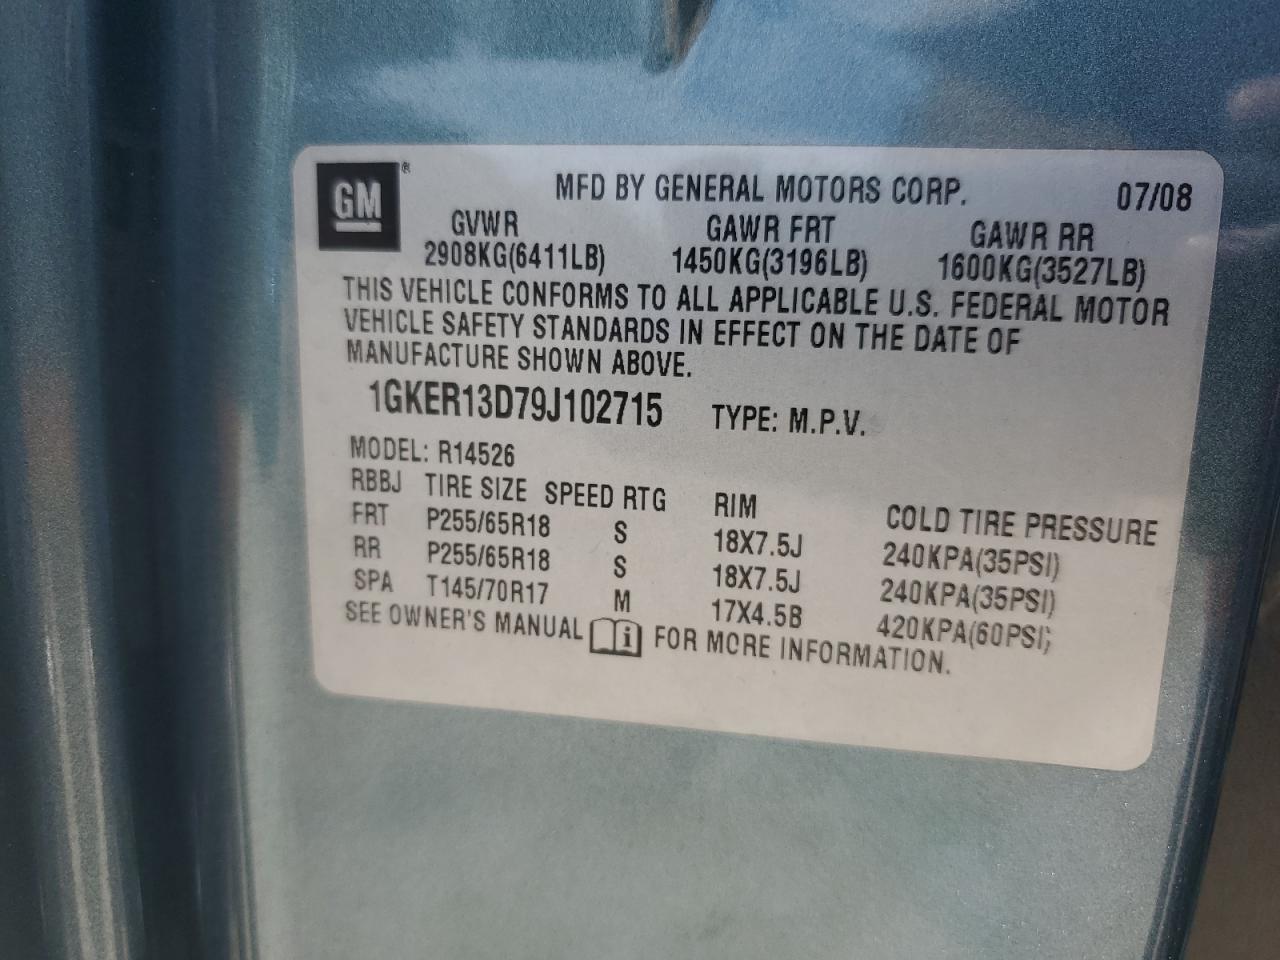 GM ® MFD BY GENERAL MOTORS CORP. 07/08
GVWR GAWR FRT GAWR RR
2908KG(6411LB) 1450KG(3196LB) 1600KG(3527LB)
THIS VEHICLE CONFORMS TO ALL APPLICABLE U.S. FEDERAL MOTOR
VEHICLE SAFETY STANDARDS IN EFFECT ON THE DATE OF
MANUFACTURE SHOWN ABOVE.
1GKER13D79J102715 TYPE: M.P.V.
MODEL: R14526
RBBJ TIRE SIZE SPEED RTG RIM COLD TIRE PRESSURE
FRT P255/65R18 S 18X7.5J 240KPA(35PSI)
RR P255/65R18 S 18X7.5J 240KPA(35PSI)
SPA T145/70R17 M 17X4.5B 420KPA(60PSI)
SEE OWNER'S MANUAL i FOR MORE INFORMATION.